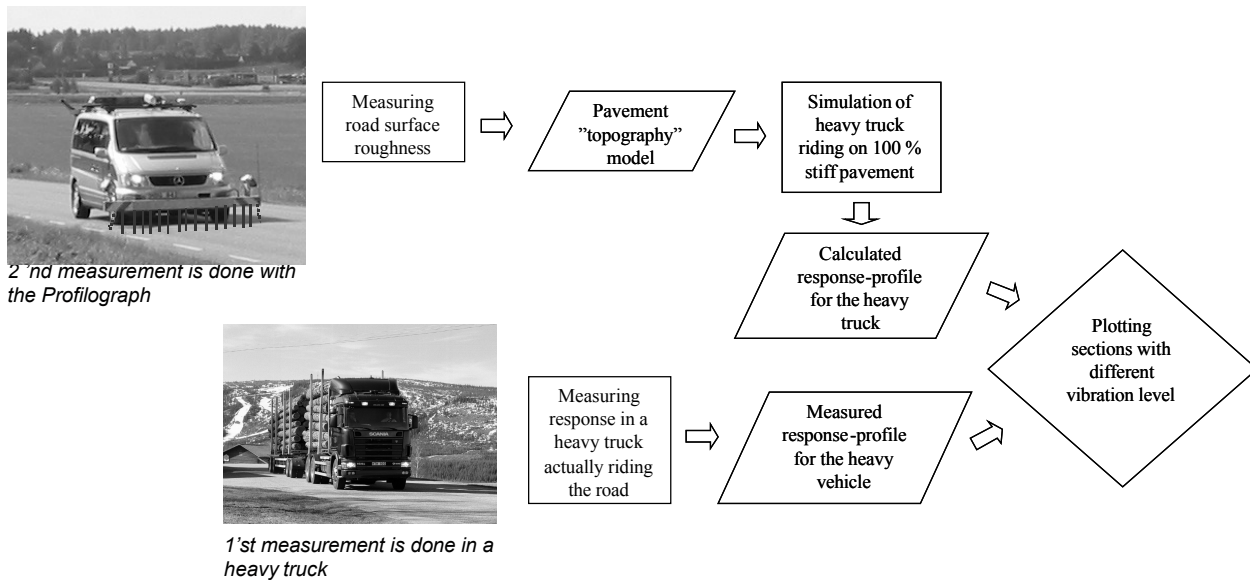 2 'nd measurement is done with
the Profilograph
Measuring
road surface
roughness
Pavement
"topography"
model
Simulation of
heavy truck
riding on 100 %
stiff pavement
Calculated
response-profile
for the heavy
truck
Plotting
sections with
different
vibration level
SCANIA
1'st measurement is done in a
heavy truck
Measuring
response in a
heavy truck
actually riding
the road
Measured
response-profile
for the heavy
vehicle